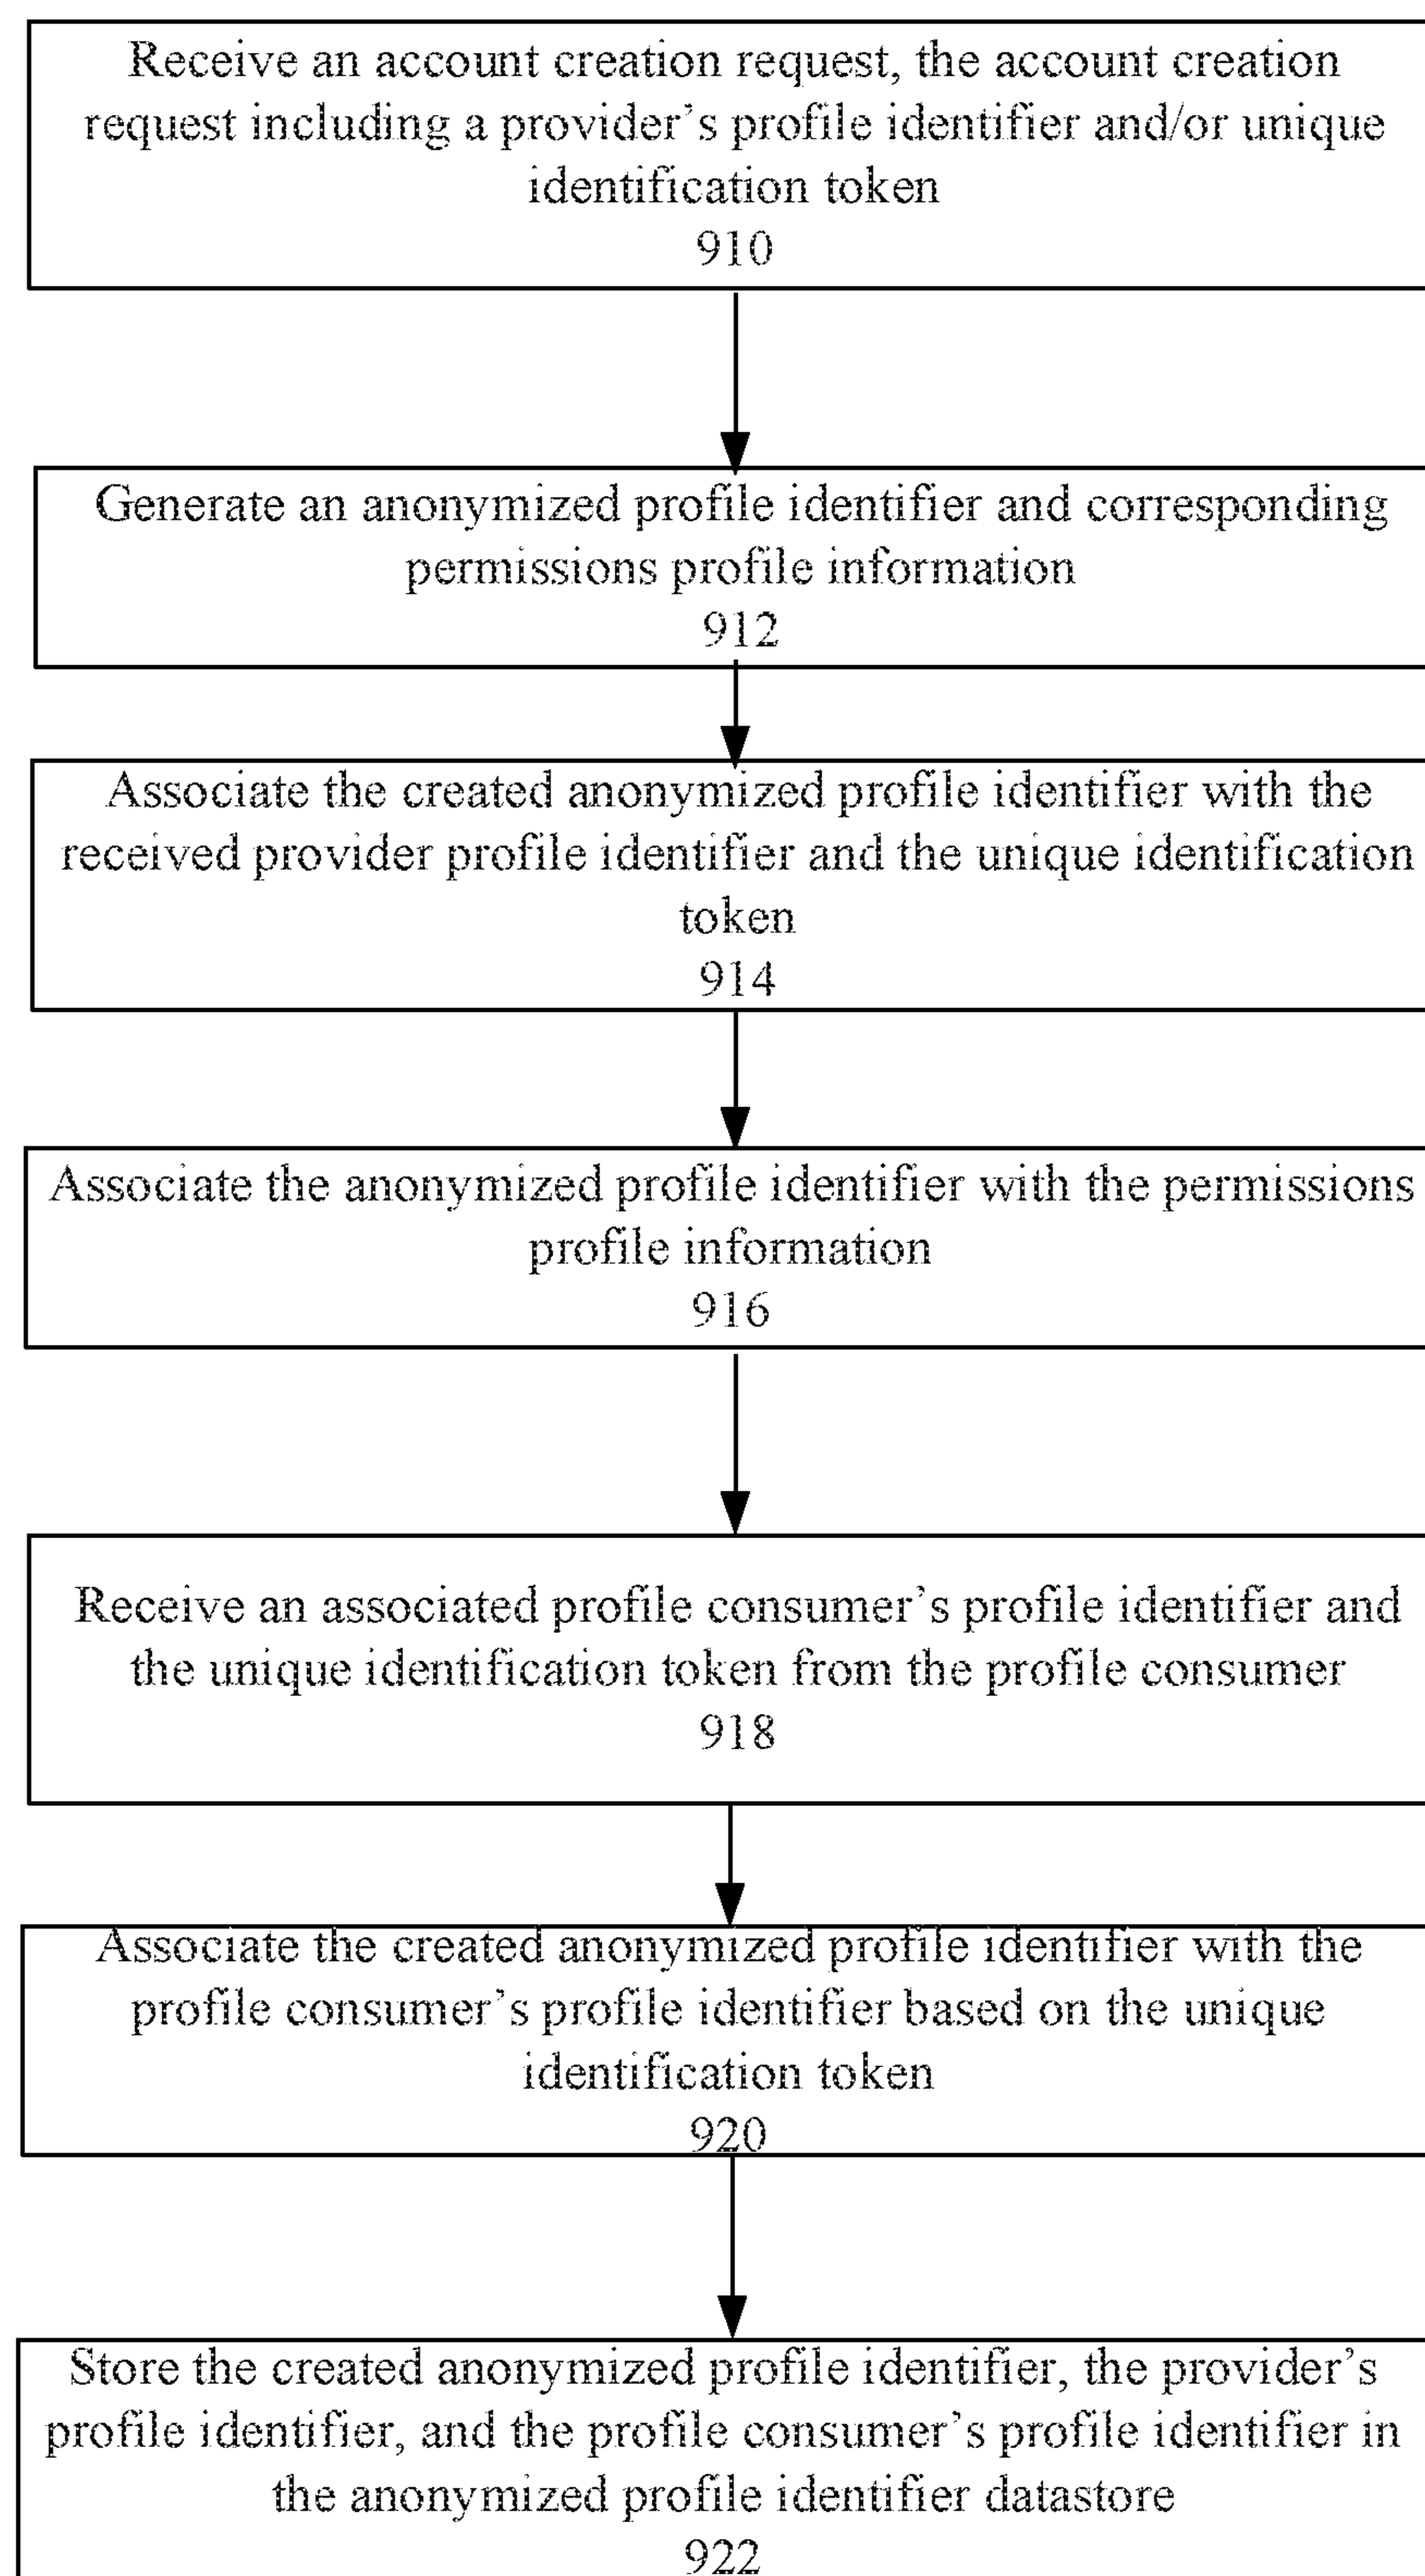 Receive an account creation request, the account creation
request including a provider’s profile identifier and/or unique
identification token
910
Generate an anonymized profile identifier and corresponding
permissions profile information
912
Associate the created anonymized profile identifier with the
received provider profile identifier and the unique identification
token
914
Associate the anonymized profile identifier with the permissions
profile information
916
Receive an associated profile consumer’s profile identifier and
the unique identification token from the profile consumer
918
Associate the created anonymized profile identifier with the
profile consumer’s profile identifier based on the unique
identification token
920
Store the created anonymized profile identifier, the provider’s
profile identifier, and the profile consumer’s profile identifier in
the anonymized profile identifier datastore
922